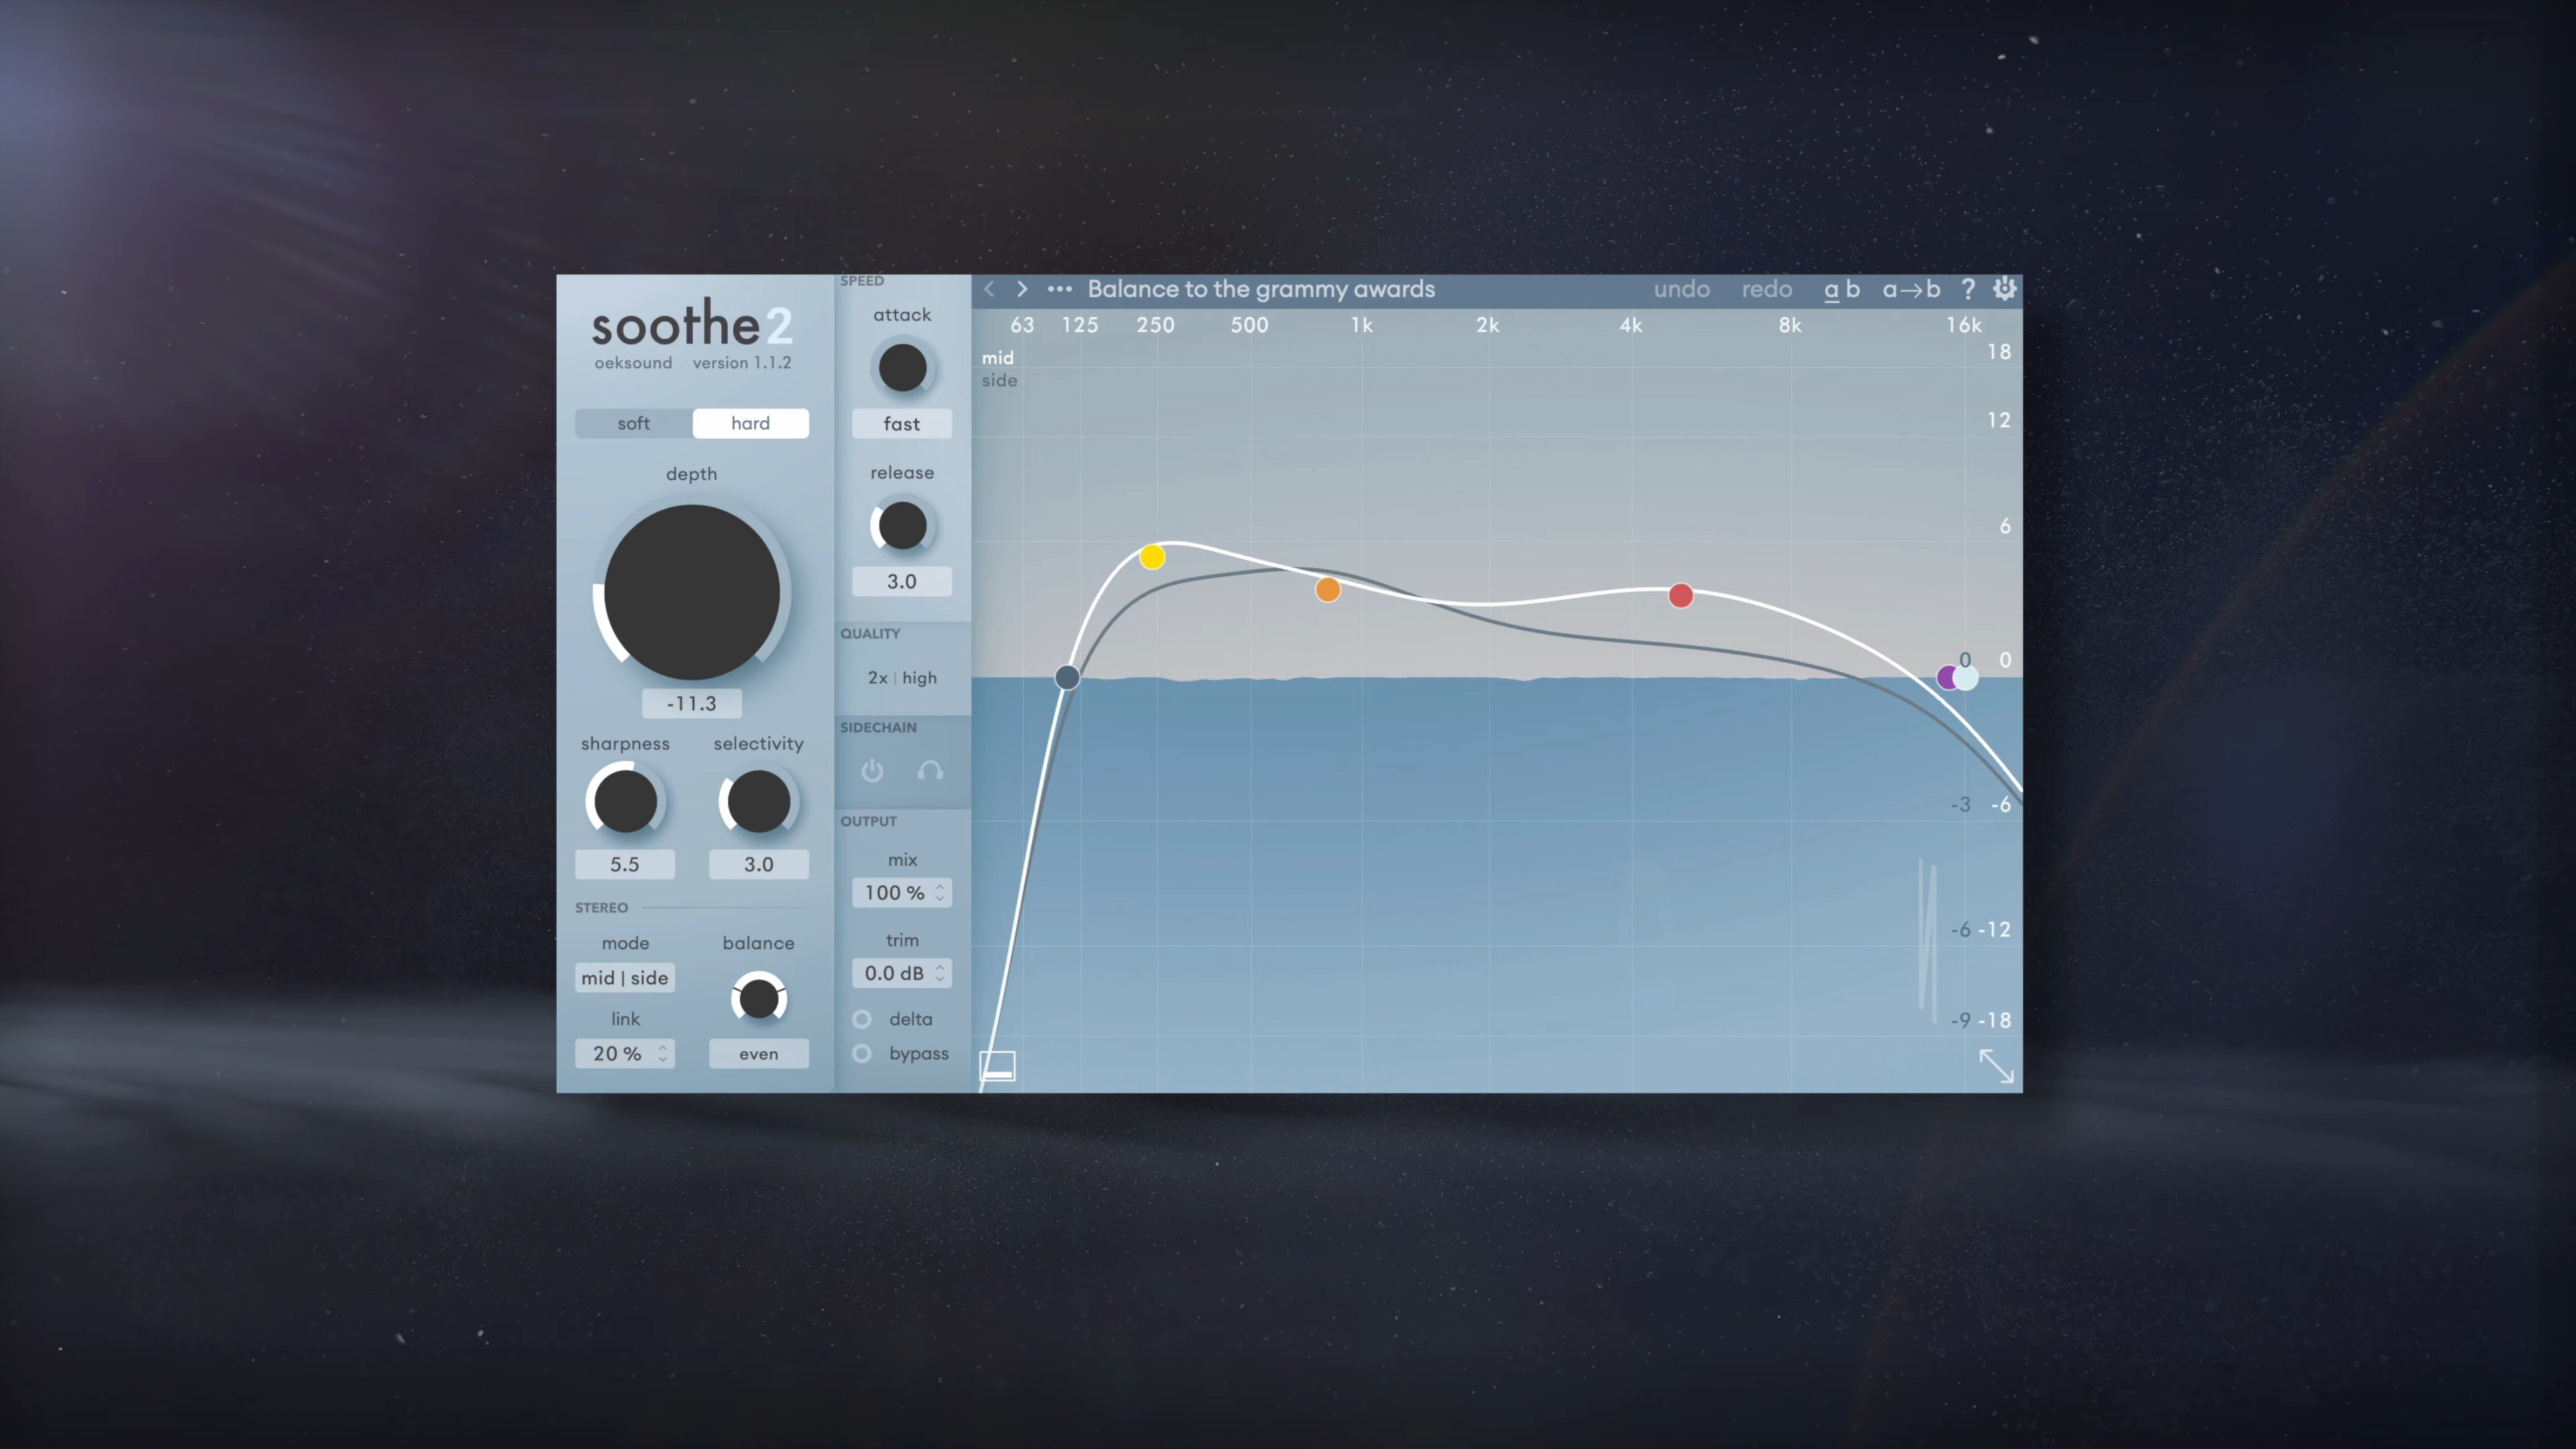 soothe2
oeksound version 1.1.2
soft hard
depth
-11.3
sharpness selectivity
5.5 3.0
STEREO
mode balance
mid | side
link
20 % even
SPEED
attack
fast
release
3.0
QUALITY
2x | high
SIDECHAIN
OUTPUT
mix
100 %
trim
0.0 dB
delta
bypass
< > ••• Balance to the grammy awards undo redo a b a→b ?
63 125 250 500 1k 2k 4k 8k 16k
mid
side
18
12
6
0 0
-3 -6
-6 -12
-9 -18